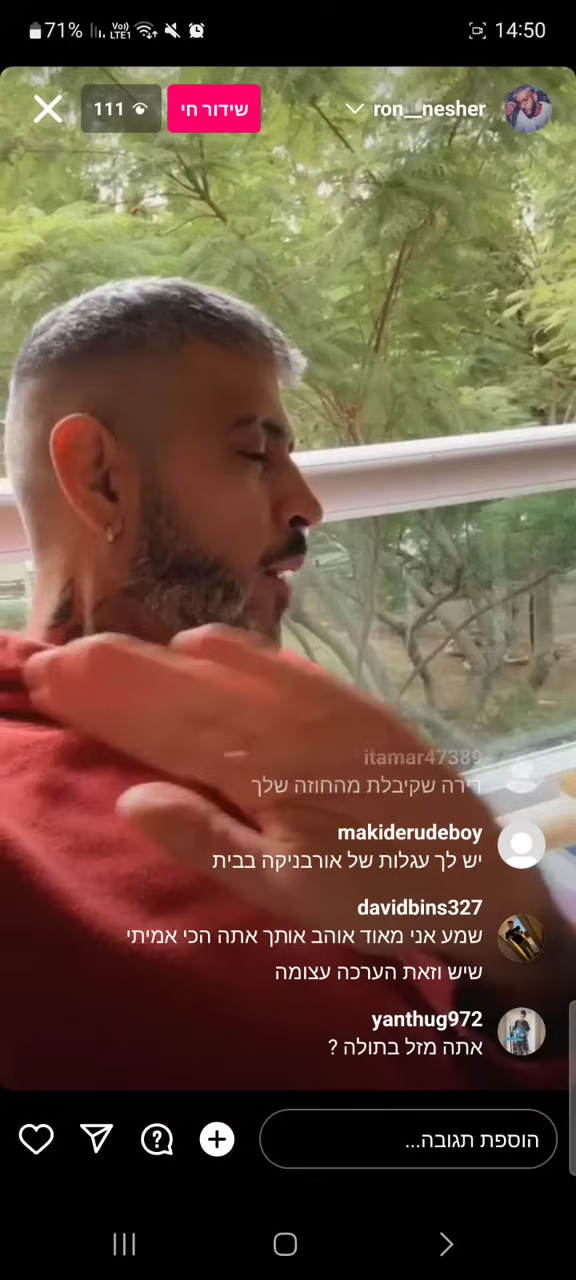 71%
Vo)
LTE1
14:50
111
שידור חי
ron__nesher
itamar47389
דירה שקיבלת מהחוזה שלך
makiderudeboy
יש לך עגלות של אורבניקה בבית
davidbins327
שמע אני מאוד אוהב אותך אתה הכי אמיתי
שיש וזאת הערכה עצומה
yanthug972
אתה מזל בתולה ?
הוספת תגובה...